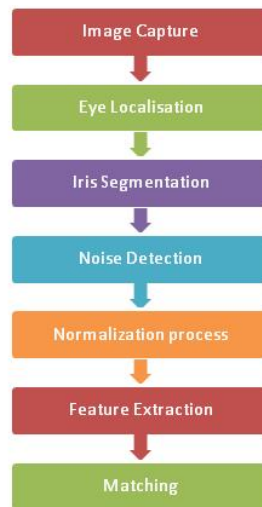 Image Capture
Eye Localisation
Iris Segmentation
Noise Detection
Normalization process
Feature Extraction
Matching